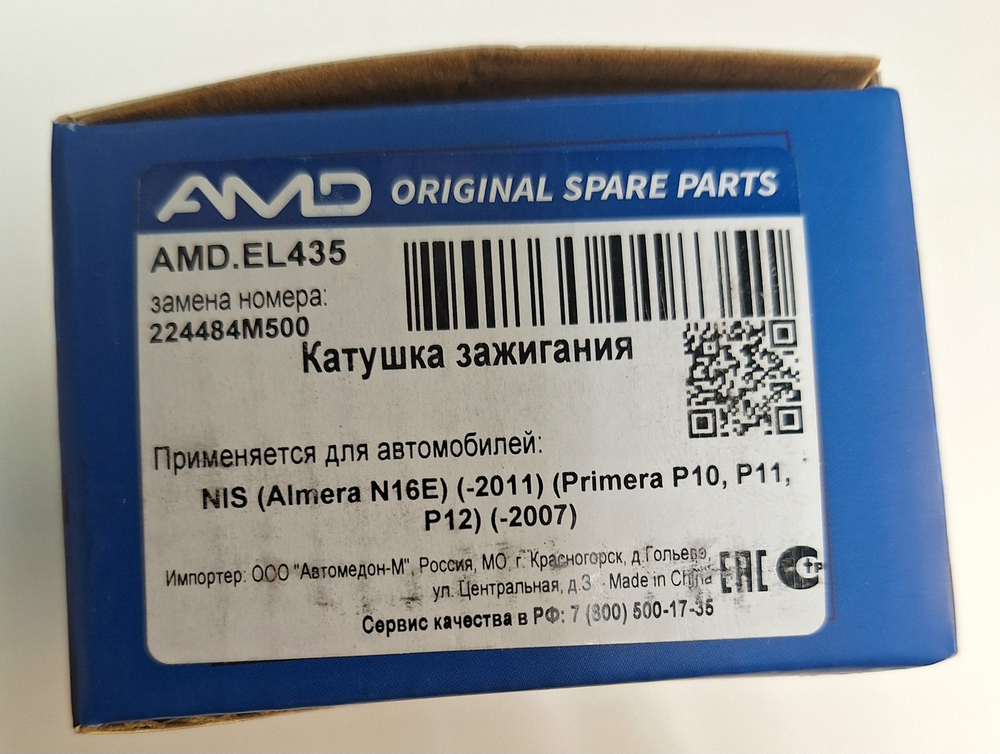 AMD ORIGINAL SPARE PARTS
AMD.EL435
замена номера:
224484M500
Катушка зажигания
Применяется для автомобилей:
NIS (Almera N16E) (-2011) (Primera P10, P11,
P12) (-2007)
Импортер: ООО "Автомедон-М", Россия, МО, г. Красногорск, д.Гольево,
ул. Центральная, д.3 Made in China
Сервис качества в РФ: 7 (800) 500-17-35
EAC